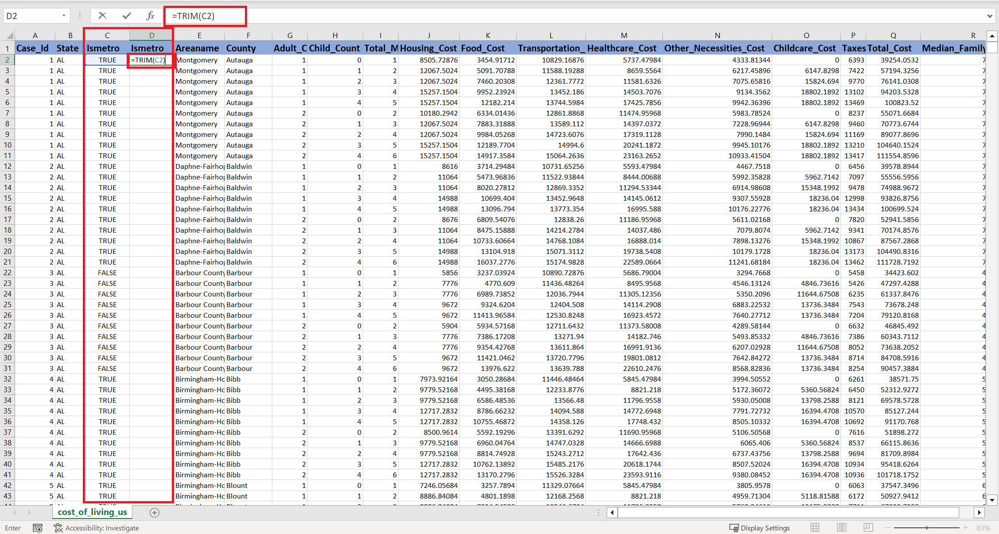 D2 fx =TRIM(C2)
A B C D E F G H I J K L M N O P Q R
1 Case_Id State Ismetro Ismetro Areaname County Adult_C Child_Count Total_M Housing_Cost Food_Cost Transportation_ Healthcare_Cost Other_Necessities_Cost Childcare_Cost Taxes Total_Cost Median_Family
2 1 AL TRUE =TRIM(C2) Montgomery Autauga 1 0 1 8505.72876 3454.91712 10829.16876 5737.47984 4333.81344 0 6393 39254.0532 7
3 1 AL TRUE Montgomery Autauga 1 1 2 12067.5024 5091.70788 11588.19288 8659.5564 6217.45896 6147.8298 7422 57194.3256 7
4 1 AL TRUE Montgomery Autauga 1 2 3 12067.5024 7460.20308 12361.7772 11581.6326 7075.65816 15824.694 9770 76141.0308 7
5 1 AL TRUE Montgomery Autauga 1 3 4 15257.1504 9952.23924 13452.186 14503.7076 9134.3562 18802.1892 13102 94203.5328 7
6 1 AL TRUE Montgomery Autauga 1 4 5 15257.1504 12182.214 13744.5984 17425.7856 9942.36396 18802.1892 13469 100823.52 7
7 1 AL TRUE Montgomery Autauga 2 0 2 10180.2942 6334.01436 12861.8868 11474.95968 5983.78524 0 8237 55071.6684 7
8 1 AL TRUE Montgomery Autauga 2 1 3 12067.5024 7883.31888 13589.112 14397.0372 7228.96944 6147.8298 9460 70773.6744 7
9 1 AL TRUE Montgomery Autauga 2 2 4 12067.5024 9984.05268 14723.6076 17319.1128 7990.1484 15824.694 11169 89077.8696 7
10 1 AL TRUE Montgomery Autauga 2 3 5 15257.1504 12189.7704 14994.6 20241.1872 9945.10176 18802.1892 13210 104640.1524 7
11 1 AL TRUE Montgomery Autauga 2 4 6 15257.1504 14917.3584 15064.2636 23163.2652 10933.41504 18802.1892 13417 111554.8596 7
12 2 AL TRUE Daphne-Fairhop Baldwin 1 0 1 8616 3714.29484 10731.65256 5593.47984 4467.7518 0 6456 39578.8944 7
13 2 AL TRUE Daphne-Fairhop Baldwin 1 1 2 11064 5473.96836 11522.93844 8444.00688 5992.35828 5962.7142 7097 55556.5956 7
14 2 AL TRUE Daphne-Fairhop Baldwin 1 2 3 11064 8020.27812 12869.3352 11294.53344 6914.98608 15348.1992 9478 74988.9672 7
15 2 AL TRUE Daphne-Fairhop Baldwin 1 3 4 14988 10699.404 13452.9648 14145.0612 9307.55928 18236.04 12998 93826.8756 7
16 2 AL TRUE Daphne-Fairhop Baldwin 1 4 5 14988 13096.794 13773.354 16995.588 10176.22776 18236.04 13434 100699.524 7
17 2 AL TRUE Daphne-Fairhop Baldwin 2 0 2 8676 6809.54076 12838.26 11186.95968 5611.02168 0 7820 52941.5856 7
18 2 AL TRUE Daphne-Fairhop Baldwin 2 1 3 11064 8475.15888 14214.2784 14037.486 7079.8074 5962.7142 9341 70174.8576 7
19 2 AL TRUE Daphne-Fairhop Baldwin 2 2 4 11064 10733.60664 14768.1084 16888.014 7898.13276 15348.1992 10867 87567.2868 7
20 2 AL TRUE Daphne-Fairhop Baldwin 2 3 5 14988 13104.918 15071.3112 19738.5408 10179.1728 18236.04 13173 104490.8316 7
21 2 AL TRUE Daphne-Fairhop Baldwin 2 4 6 14988 16037.2776 15174.9828 22589.0664 11241.68184 18236.04 13462 111728.7192 7
22 3 AL FALSE Barbour County Barbour 1 0 1 5856 3237.03924 10890.72876 5686.79004 3294.7668 0 5458 34423.602 4
23 3 AL FALSE Barbour County Barbour 1 1 2 7776 4770.609 11436.48264 8495.9568 4546.13124 4846.73616 5426 47297.4288 4
24 3 AL FALSE Barbour County Barbour 1 2 3 7776 6989.73852 12036.7944 11305.12356 5350.2096 11644.67508 6235 61337.8476 4
25 3 AL FALSE Barbour County Barbour 1 3 4 9672 9324.6204 12404.508 14114.2908 6883.22532 13736.3484 7543 73678.248 4
26 3 AL FALSE Barbour County Barbour 1 4 5 9672 11413.96584 12530.8248 16923.4572 7640.27712 13736.3484 7204 79120.8168 4
27 3 AL FALSE Barbour County Barbour 2 0 2 5904 5934.57168 12711.6432 11373.58008 4289.58144 0 6632 46845.492 4
28 3 AL FALSE Barbour County Barbour 2 1 3 7776 7386.17208 13271.94 14182.746 5493.85332 4846.73616 7386 60343.7112 4
29 3 AL FALSE Barbour County Barbour 2 2 4 7776 9354.42768 13611.864 16991.9136 6207.02928 11644.67508 8052 73638.2052 4
30 3 AL FALSE Barbour County Barbour 2 3 5 9672 11421.0462 13720.7796 19801.0812 7642.84272 13736.3484 8714 84708.5916 4
31 3 AL FALSE Barbour County Barbour 2 4 6 9672 13976.622 13639.788 22610.2476 8568.82836 13736.3484 8254 90457.3884 4
32 4 AL TRUE Birmingham-Ho Bibb 1 0 1 7973.92164 3050.28684 11446.48464 5845.47984 3994.50552 0 6261 38571.75 5
33 4 AL TRUE Birmingham-Ho Bibb 1 1 2 9779.52168 4495.38168 12233.8776 8821.218 5172.36072 5360.56824 6450 52312.9272 5
34 4 AL TRUE Birmingham-Ho Bibb 1 2 3 9779.52168 6586.48536 13566.48 11796.9558 5930.05008 13798.2588 8121 69578.5728 5
35 4 AL TRUE Birmingham-Ho Bibb 1 3 4 12717.2832 8786.66232 14094.588 14772.6948 7791.72732 16394.4708 10570 85127.244 5
36 4 AL TRUE Birmingham-Ho Bibb 1 4 5 12717.2832 10755.46872 14358.126 17748.432 8505.10332 16394.4708 10692 91170.768 5
37 4 AL TRUE Birmingham-Ho Bibb 2 0 2 8500.9614 5592.19296 13391.6292 11690.95968 5106.50568 0 7616 51898.272 5
38 4 AL TRUE Birmingham-Ho Bibb 2 1 3 9779.52168 6960.04764 14747.0328 14666.6988 6065.406 5360.56824 8537 66115.8636 5
39 4 AL TRUE Birmingham-Ho Bibb 2 2 4 9779.52168 8814.74928 15243.2712 17642.436 6737.43756 13798.2588 9694 81709.8984 5
40 4 AL TRUE Birmingham-Ho Bibb 2 3 5 12717.2832 10762.13892 15485.2176 20618.1744 8507.52024 16394.4708 10934 95418.6264 5
41 4 AL TRUE Birmingham-Ho Bibb 2 4 6 12717.2832 13170.2796 15526.3284 23593.9116 9380.08452 16394.4708 10936 101718.1752 5
42 5 AL TRUE Birmingham-Ho Blount 1 0 1 7246.05684 3257.7894 11329.07664 5845.47984 3805.9578 0 6063 37547.3496 6
43 5 AL TRUE Birmingham-Ho Blount 1 1 2 8886.84084 4801.1898 12168.2568 8821.218 4959.71304 5118.81588 6172 50927.9412 6
cost_of_living_us
Enter Accessibility: Investigate Display Settings 83%